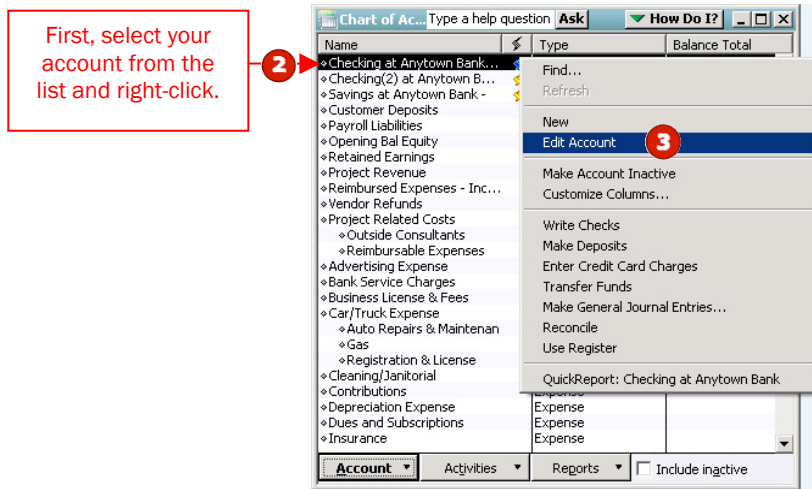 First, select your
account from the
list and right-click.
2
Chart of Ac... Type a help question Ask How Do I?
Name Type Balance Total
Checking at Anytown Bank...
Checking(2) at Anytown B...
Savings at Anytown Bank -
Customer Deposits
Payroll Liabilities
Opening Bal Equity
Retained Earnings
Project Revenue
Reimbursed Expenses - Inc...
Vendor Refunds
Project Related Costs
Outside Consultants
Reimbursable Expenses
Advertising Expense
Bank Service Charges
Business License & Fees
Car/Truck Expense
Auto Repairs & Maintenan
Gas
Registration & License
Cleaning/Janitorial
Contributions
Depreciation Expense Expense
Dues and Subscriptions Expense
Insurance Expense
Find...
Refresh
New
Edit Account 3
Make Account Inactive
Customize Columns...
Write Checks
Make Deposits
Enter Credit Card Charges
Transfer Funds
Make General Journal Entries...
Reconcile
Use Register
QuickReport: Checking at Anytown Bank
Account Activities Reports Include inactive